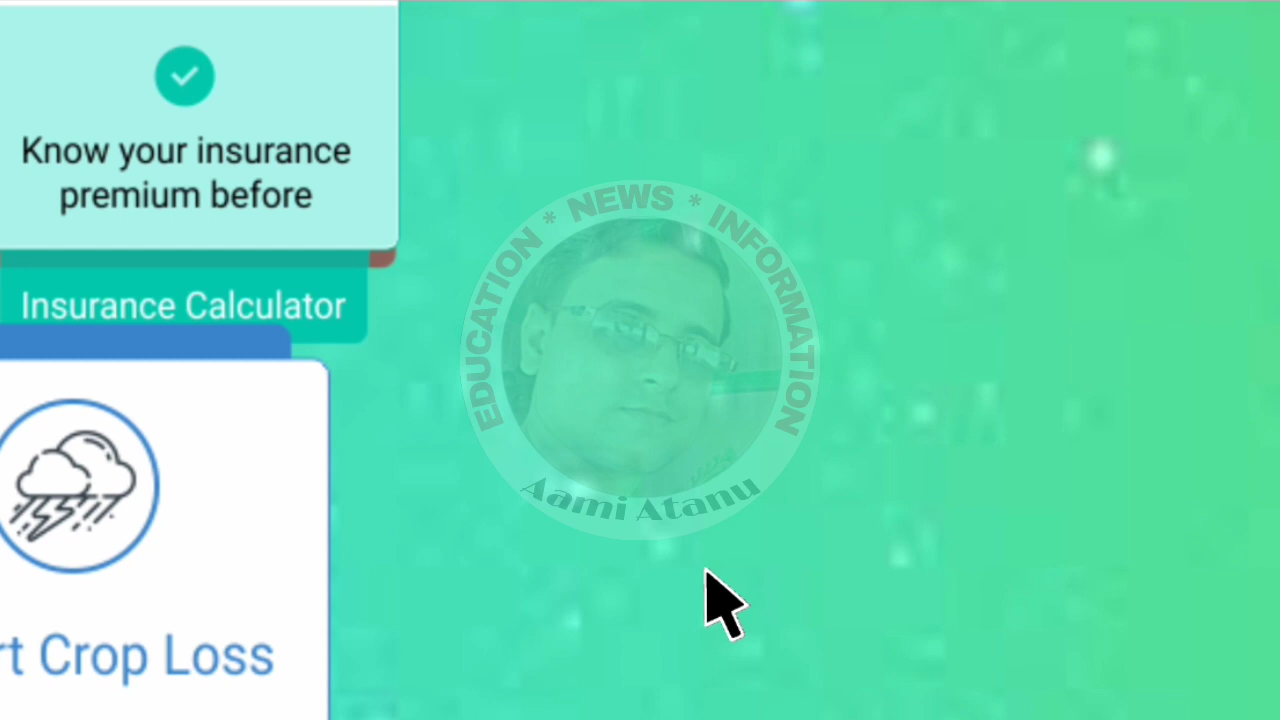 Know your insurance
premium before
Insurance Calculator
rt Crop Loss
EDUCATION * NEWS * INFORMATION
Aami Atanu